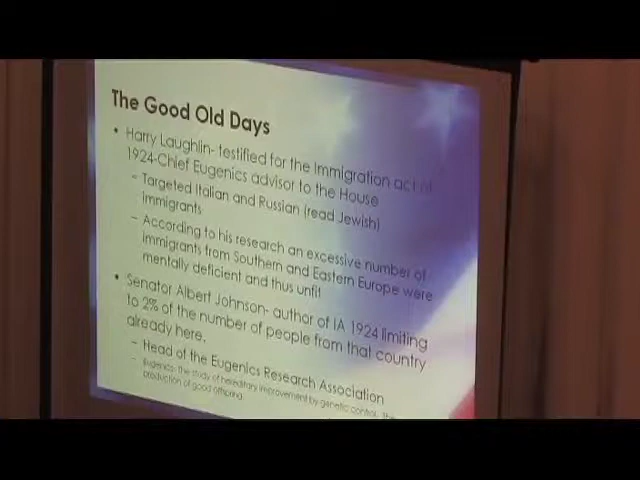 The Good Old Days
• Harry Laughlin- testified for the Immigration act of
1924-Chief Eugenics advisor to the House
– Targeted Italian and Russian (read Jewish)
immigrants
– According to his research an excessive number of
immigrants from Southern and Eastern Europe were
mentally deficient and thus unfit
• Senator Albert Johnson- author of IA 1924 limiting
to 2% of the number of people from that country
already here.
– Head of the Eugenics Research Association
– Eugenics- the study of hereditary improvement by genetic control. The
production of good offspring.